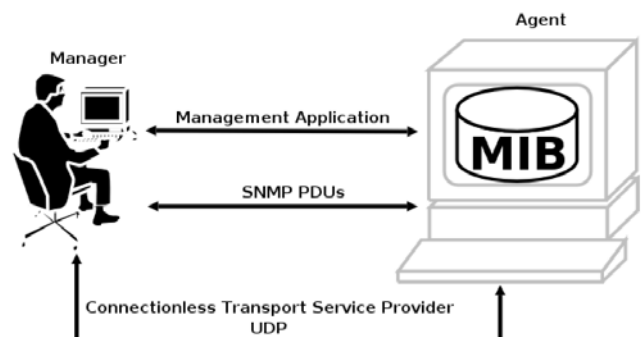 Agent
Manager
Management Application
MIB
SNMP PDUs
Connectionless Transport Service Provider
UDP